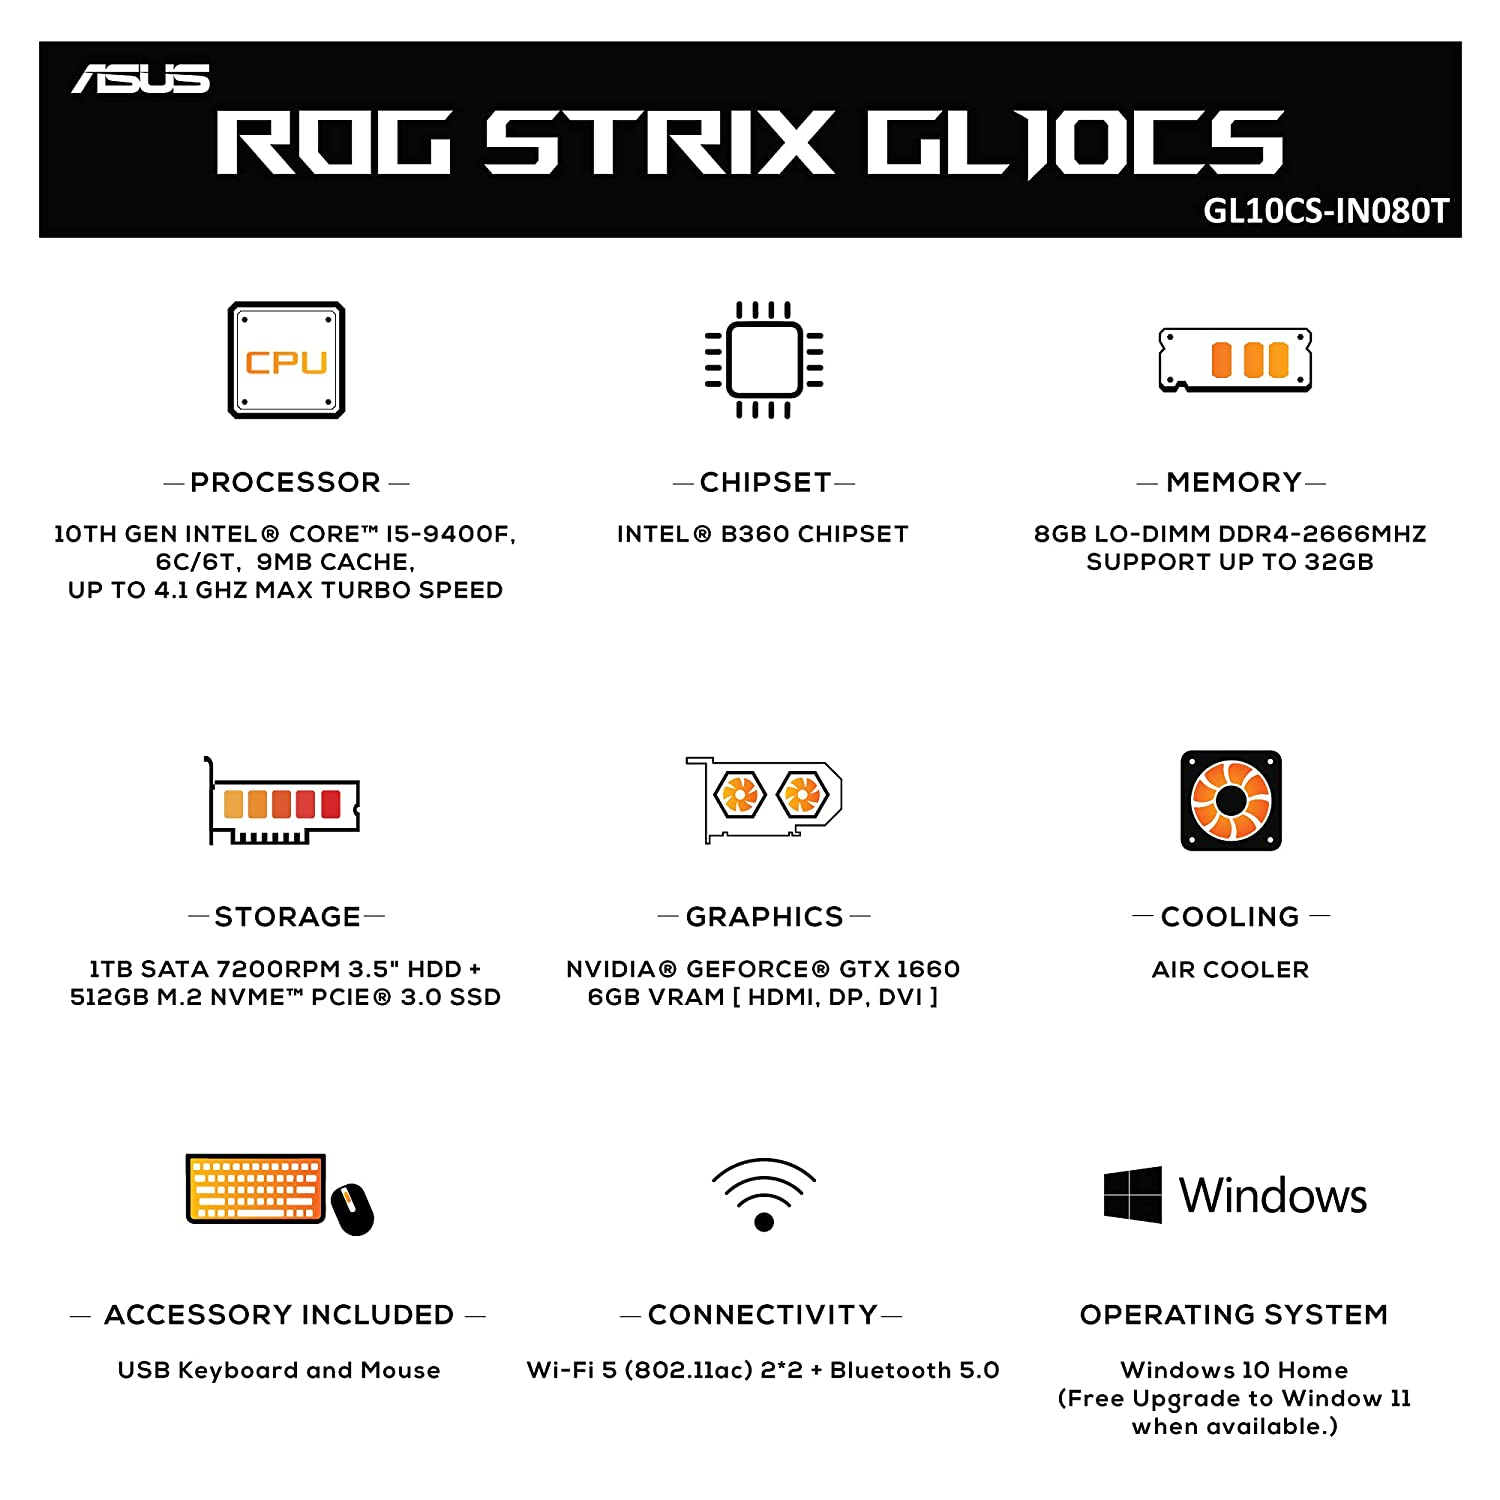 ASUS
ROG STRIX GL10CS
GL10CS-IN080T
CPU
— PROCESSOR —
10TH GEN INTEL® CORE™ I5-9400F,
6C/6T, 9MB CACHE,
UP TO 4.1 GHZ MAX TURBO SPEED
— CHIPSET —
INTEL® B360 CHIPSET
— MEMORY —
8GB LO-DIMM DDR4-2666MHZ
SUPPORT UP TO 32GB
— STORAGE —
1TB SATA 7200RPM 3.5" HDD +
512GB M.2 NVME™ PCIE® 3.0 SSD
— GRAPHICS —
NVIDIA® GEFORCE® GTX 1660
6GB VRAM [ HDMI, DP, DVI ]
— COOLING —
AIR COOLER
— ACCESSORY INCLUDED —
USB Keyboard and Mouse
— CONNECTIVITY —
Wi-Fi 5 (802.11ac) 2*2 + Bluetooth 5.0
Windows
OPERATING SYSTEM
Windows 10 Home
(Free Upgrade to Window 11
when available.)